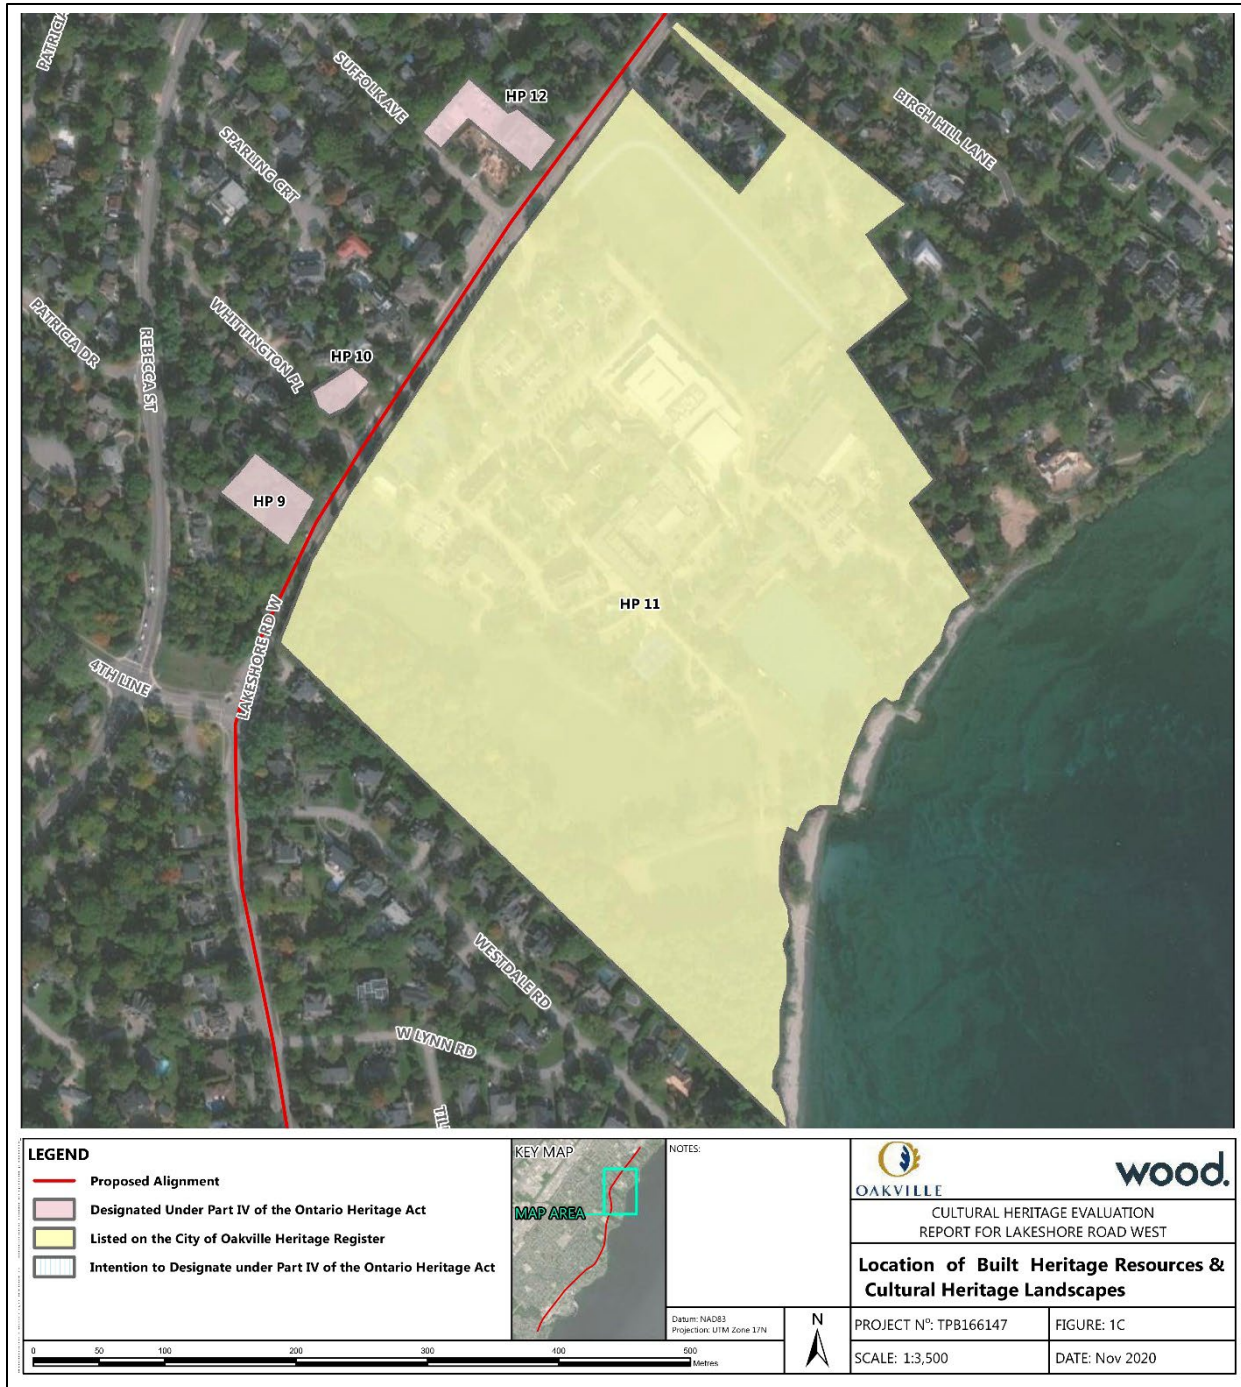 PATRICIA
SUFFOLK AVE
HP 12
BIRCH HILL LANE
SPARLING CRT
WHITTINGTON PL
PATRICIA DR
REBECCA ST
HP 10
HP 9
HP 11
LAKESHORE RD W
4TH LINE
WESTDALE RD
W LYNN RD
LEGEND
Proposed Alignment
Designated Under Part IV of the Ontario Heritage Act
Listed on the City of Oakville Heritage Register
Intention to Designate under Part IV of the Ontario Heritage Act
0 50 100 200 300 400 500
Metres
KEY MAP
MAP AREA
NOTES:
Datum: NAD83
Projection: UTM Zone 17N
N
OAKVILLE
wood.
CULTURAL HERITAGE EVALUATION
REPORT FOR LAKESHORE ROAD WEST
Location of Built Heritage Resources &
Cultural Heritage Landscapes
PROJECT Nº: TPB166147
FIGURE: 1C
SCALE: 1:3,500
DATE: Nov 2020